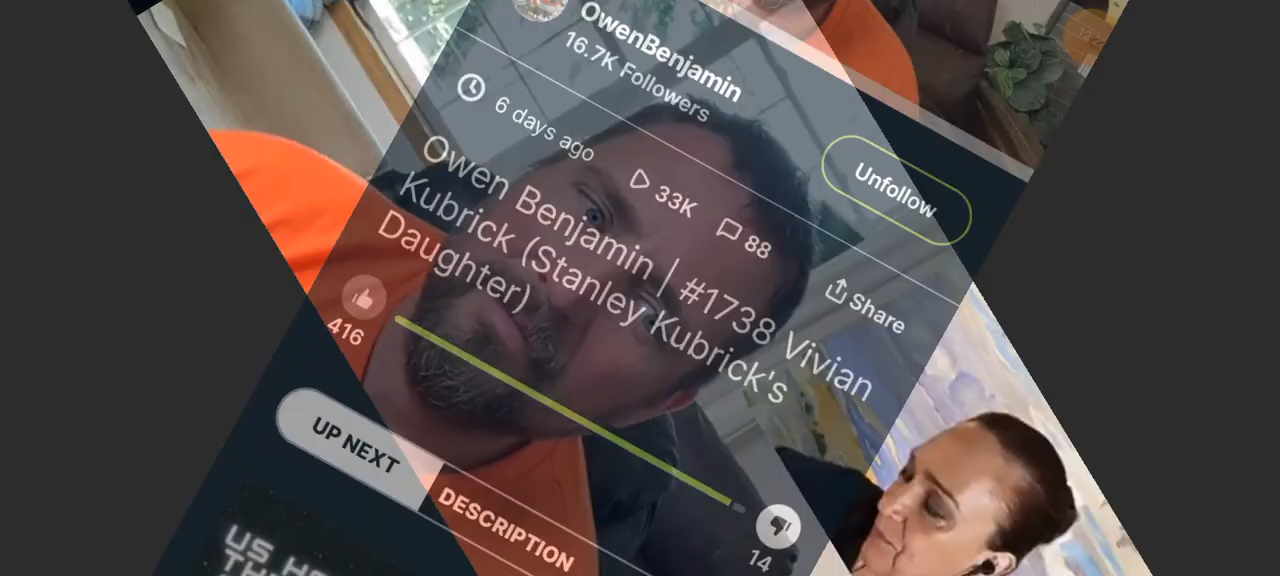 OwenBenjamin
16.7K Followers
Unfollow
6 days ago
33K
88
Share
Owen Benjamin | #1738 Vivian
Kubrick (Stanley Kubrick's
Daughter)
416
14
UP NEXT
DESCRIPTION